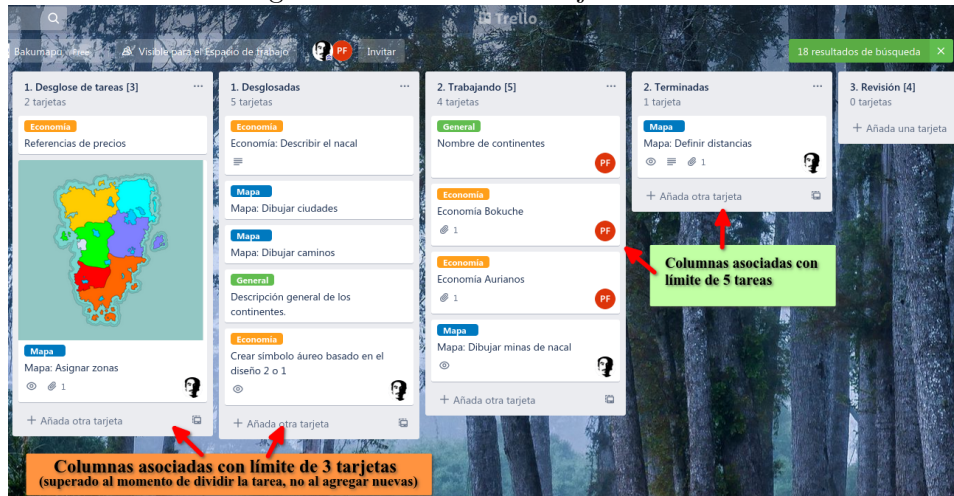 Trello
Bakumapu
Free
Visible para el Espacio de trabajo
PF
Invitar
18 resultados de búsqueda
1. Desglose de tareas [3]
2 tarjetas
Economía
Referencias de precios
Mapa
Mapa: Asignar zonas
1
+ Añada otra tarjeta
1. Desglosadas
5 tarjetas
Economía
Economía: Describir el nacal
Mapa
Mapa: Dibujar ciudades
Mapa
Mapa: Dibujar caminos
General
Descripción general de los
continentes.
Economía
Crear simbolo áureo basado en el
diseño 2 o 1
+ Añada otra tarjeta
2. Trabajando [5]
4 tarjetas
General
Nombre de continentes
PF
Economía
Economia Bokuche
1
PF
Economía
Economia Aurianos
1
PF
Mapa
Mapa: Dibujar minas de nacal
+ Añada otra tarjeta
2. Terminadas
1 tarjeta
Mapa
Mapa: Definir distancias
1
+ Añada otra tarjeta
3. Revisión [4]
0 tarjetas
+ Añada una tarjeta
Columnas asociadas con
límite de 5 tareas
Columnas asociadas con límite de 3 tarjetas
(superado al momento de dividir la tarea, no al agregar nuevas)